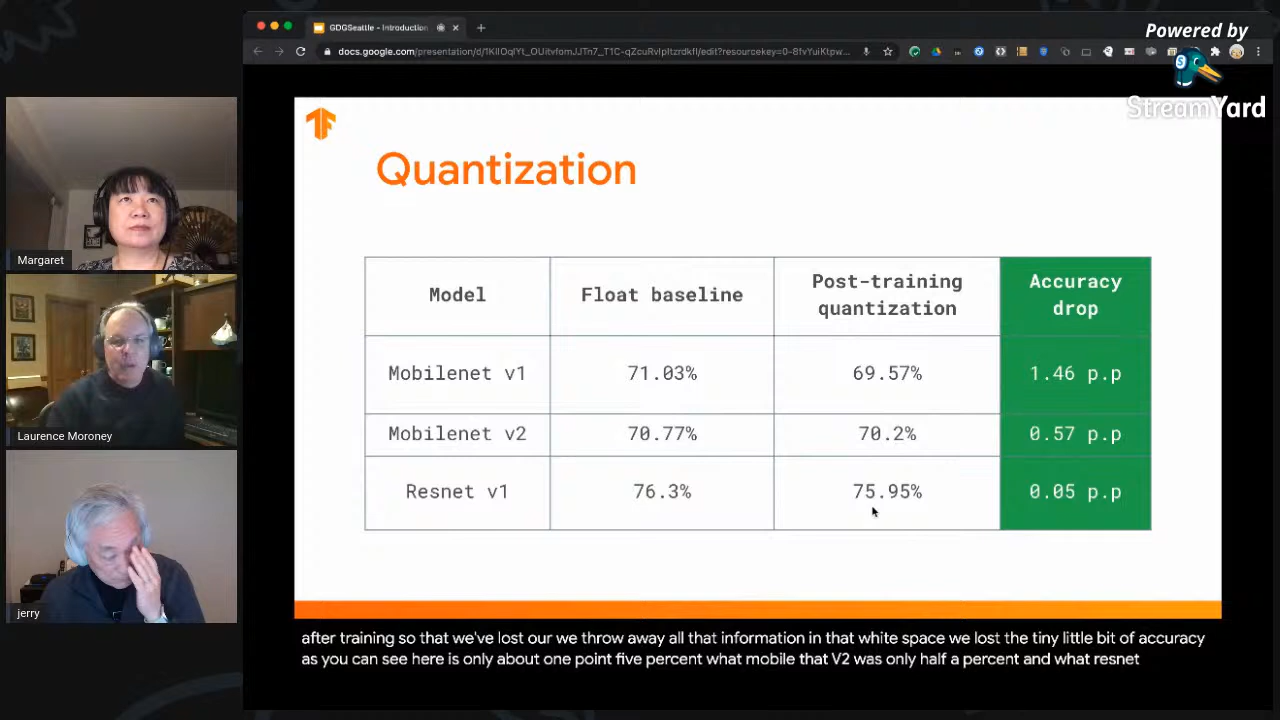 GDGSeattle - Introduction
Powered by
StreamYard
Quantization
Model
Float baseline
Post-training
quantization
Accuracy
drop
Mobilenet v1
71.03%
69.57%
1.46 p.p
Mobilenet v2
70.77%
70.2%
0.57 p.p
Resnet v1
76.3%
75.95%
0.05 p.p
Margaret
Laurence Moroney
jerry
after training so that we've lost our we throw away all that information in that white space we lost the tiny little bit of accuracy
as you can see here is only about one point five percent what mobile that V2 was only half a percent and what resnet